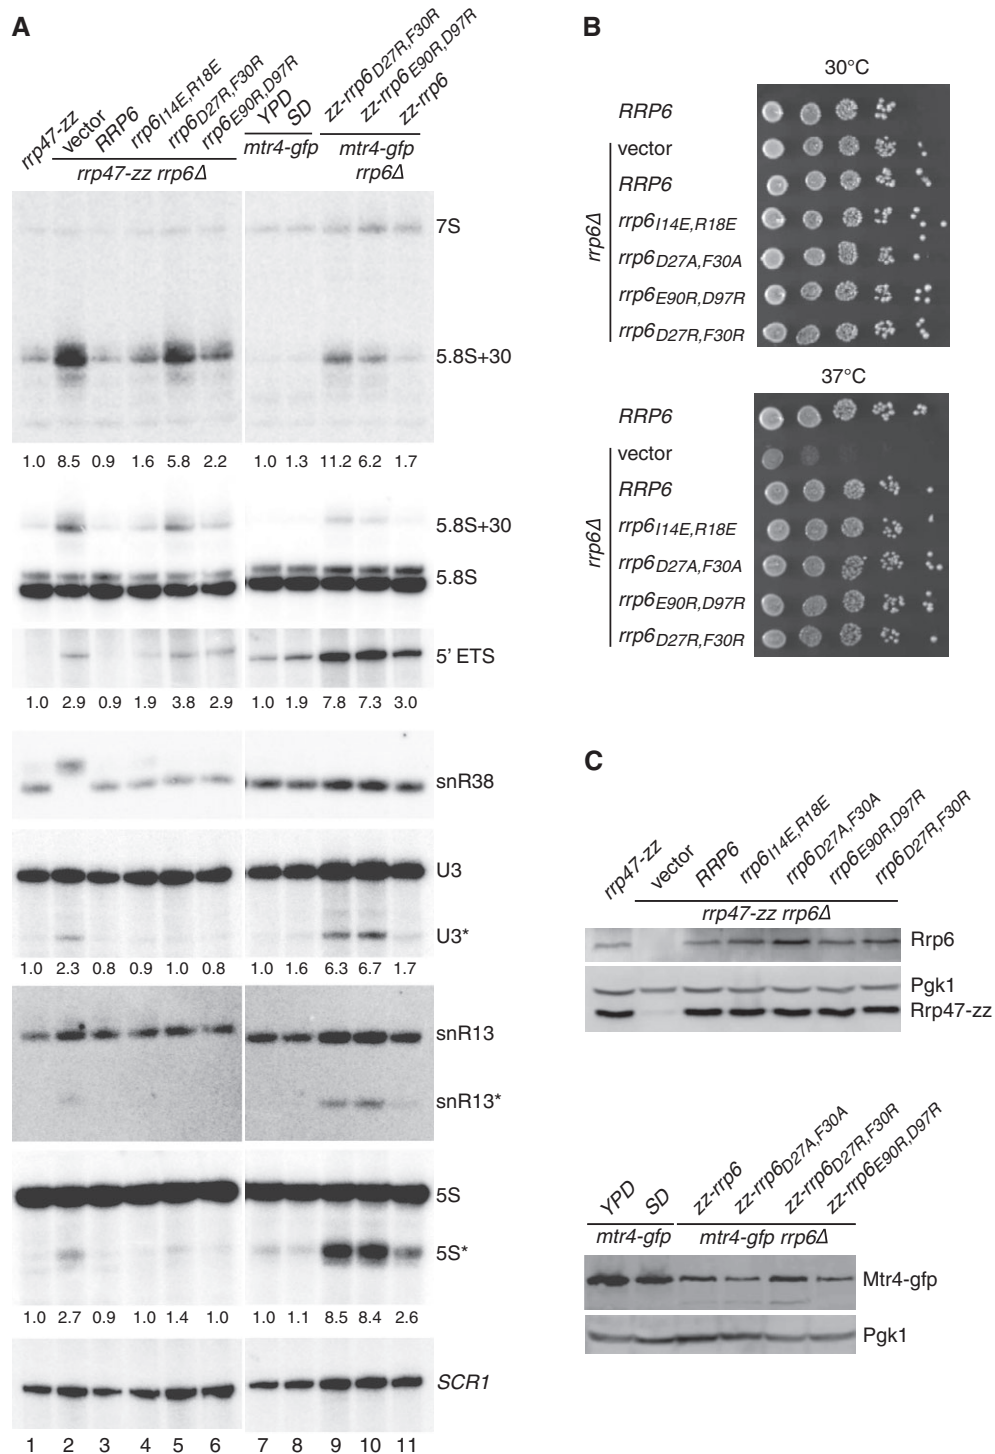 A
rrp47-zz
vector
RRP6
rrp6I14E,R18E
rrp6D27R,F30R
rrp6E90R,D97R
YPD
SD
zz-rrp6D27R,F30R
zz-rrp6E90R,D97R
zz-rrp6
rrp47-zz rrp6Δ
mtr4-gfp
mtr4-gfp
rrp6Δ
7S
5.8S+30
1.0 8.5 0.9 1.6 5.8 2.2 1.0 1.3 11.2 6.2 1.7
5.8S+30
5.8S
5' ETS
1.0 2.9 0.9 1.9 3.8 2.9 1.0 1.9 7.8 7.3 3.0
snR38
U3
U3*
1.0 2.3 0.8 0.9 1.0 0.8 1.0 1.6 6.3 6.7 1.7
snR13
snR13*
5S
5S*
1.0 2.7 0.9 1.0 1.4 1.0 1.0 1.1 8.5 8.4 2.6
SCR1
1 2 3 4 5 6 7 8 9 10 11
B
30°C
RRP6
vector
RRP6
rrp6I14E,R18E
rrp6D27A,F30A
rrp6E90R,D97R
rrp6D27R,F30R
rrp6Δ
37°C
RRP6
vector
RRP6
rrp6I14E,R18E
rrp6D27A,F30A
rrp6E90R,D97R
rrp6D27R,F30R
rrp6Δ
C
rrp47-zz
vector
RRP6
rrp6I14E,R18E
rrp6D27A,F30A
rrp6E90R,D97R
rrp6D27R,F30R
rrp47-zz rrp6Δ
Rrp6
Pgk1
Rrp47-zz
YPD
SD
zz-rrp6
zz-rrp6D27A,F30A
zz-rrp6D27R,F30R
zz-rrp6E90R,D97R
mtr4-gfp
mtr4-gfp rrp6Δ
Mtr4-gfp
Pgk1